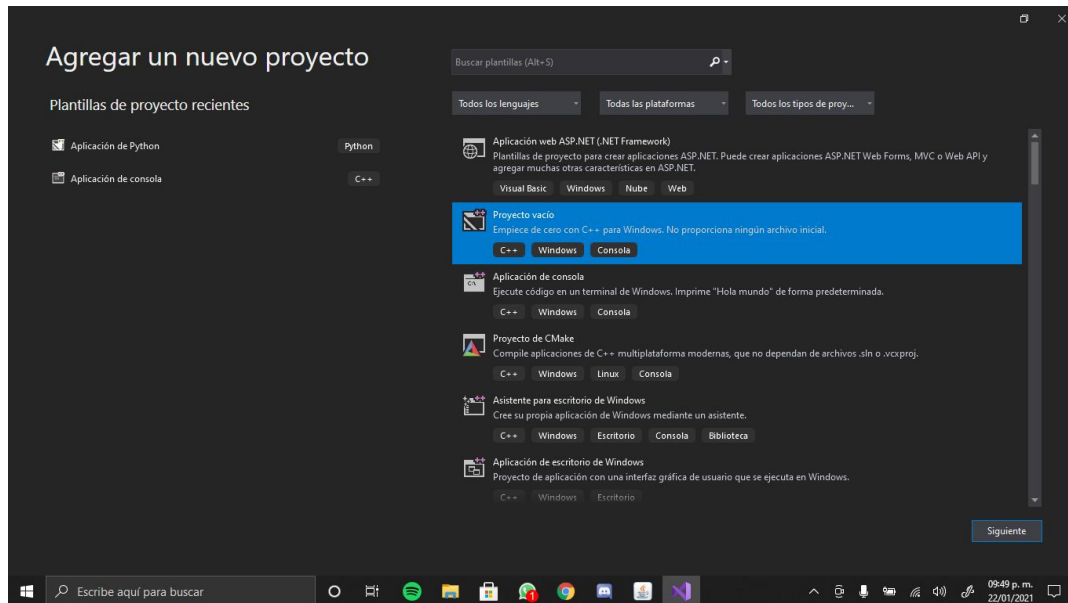 Agregar un nuevo proyecto
Plantillas de proyecto recientes
Aplicación de Python Python
Aplicación de consola C++
Buscar plantillas (Alt+S)
Todos los lenguajes Todas las plataformas Todos los tipos de proy...
Aplicación web ASP.NET (.NET Framework)
Plantillas de proyecto para crear aplicaciones ASP.NET. Puede crear aplicaciones ASP.NET Web Forms, MVC o Web API y
agregar muchas otras características en ASP.NET.
Visual Basic Windows Nube Web
Proyecto vacío
Empiece de cero con C++ para Windows. No proporciona ningún archivo inicial.
C++ Windows Consola
Aplicación de consola
Ejecute código en un terminal de Windows. Imprime "Hola mundo" de forma predeterminada.
C++ Windows Consola
Proyecto de CMake
Compile aplicaciones de C++ multiplataforma modernas, que no dependan de archivos .sln o .vcxproj.
C++ Windows Linux Consola
Asistente para escritorio de Windows
Cree su propia aplicación de Windows mediante un asistente.
C++ Windows Escritorio Consola Biblioteca
Aplicación de escritorio de Windows
Proyecto de aplicación con una interfaz gráfica de usuario que se ejecuta en Windows.
C++ Windows Escritorio
Siguiente
Escribe aquí para buscar
09:49 p. m.
22/01/2021